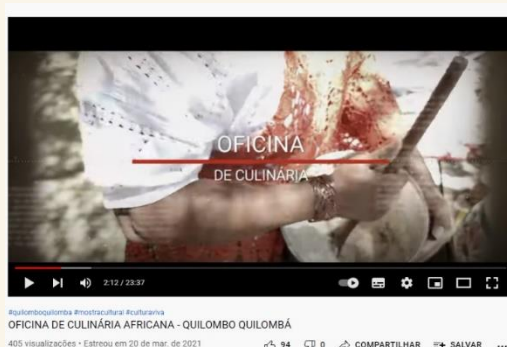 OFICINA
DE CULINÁRIA
2:12 / 23:37
#quilomboquilomba #mostracultural #culturaviva
OFICINA DE CULINÁRIA AFRICANA - QUILOMBO QUILOMBÁ
405 visualizações • Estreou em 20 de mar. de 2021
94
0
COMPARTILHAR
SALVAR